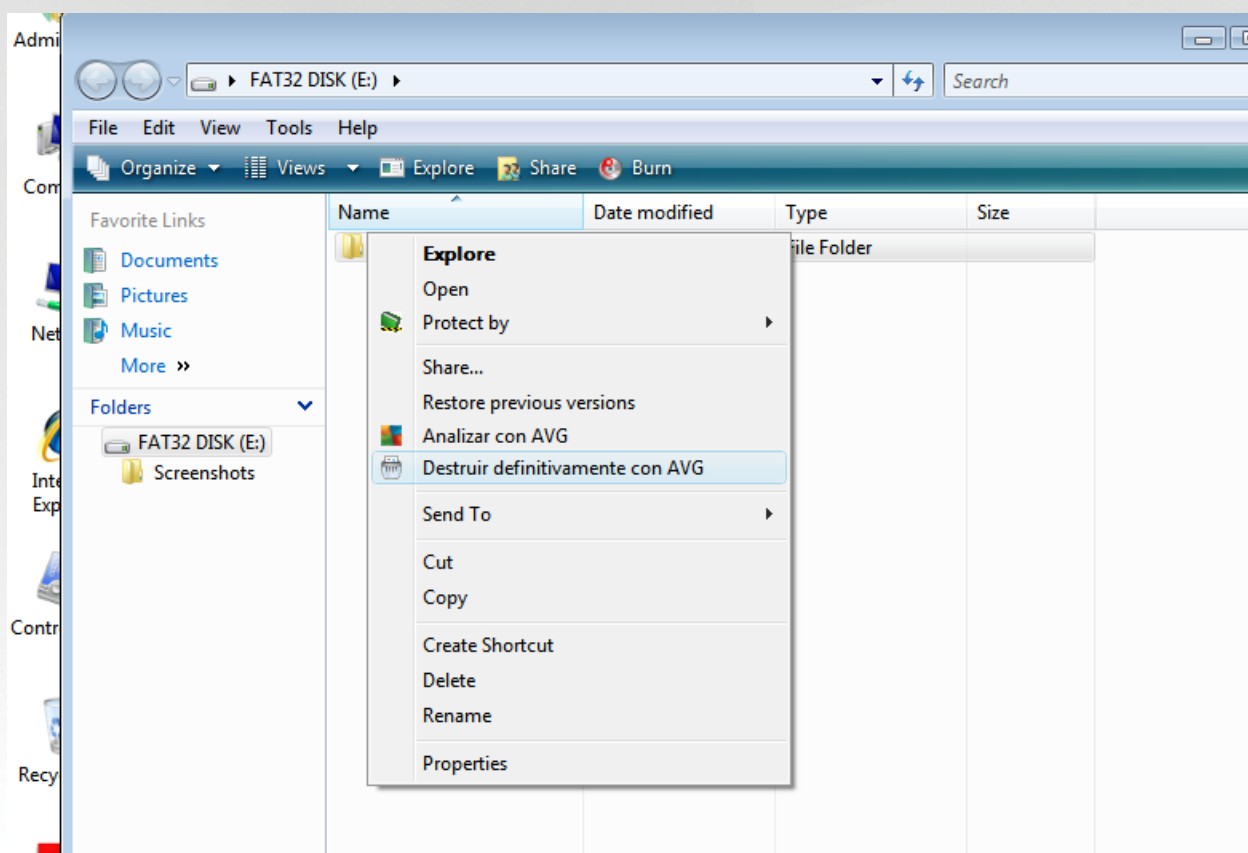 Admi
FAT32 DISK (E:)
Search
File Edit View Tools Help
Organize Views Explore Share Burn
Com
Favorite Links
Name Date modified Type Size
Documents
Pictures
Music
More »
Net
Folders
FAT32 DISK (E:)
Screenshots
Inte
Exp
Contr
Recy
File Folder
Explore
Open
Protect by
Share...
Restore previous versions
Analizar con AVG
Destruir definitivamente con AVG
Send To
Cut
Copy
Create Shortcut
Delete
Rename
Properties